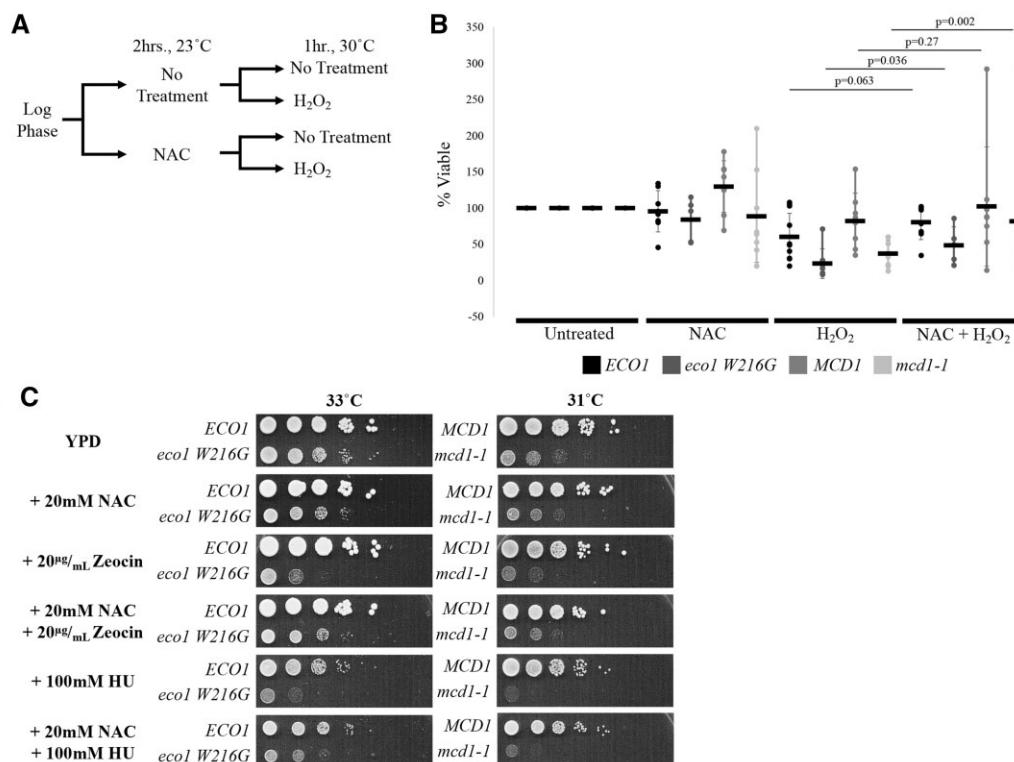 A
2hrs., 23˚C
1hr., 30˚C
No Treatment
No
Treatment
H₂O₂
Log
Phase
No Treatment
NAC
H₂O₂
B
350
300
250
200
150
100
50
0
-50
% Viable
p=0.002
p=0.27
p=0.036
p=0.063
Untreated
NAC
H₂O₂
NAC + H₂O₂
ECO1
eco1 W216G
MCD1
mcd1-1
C
33˚C
31˚C
YPD
ECO1
MCD1
eco1 W216G
mcd1-1
+ 20mM NAC
ECO1
MCD1
eco1 W216G
mcd1-1
+ 20µg/mL Zeocin
ECO1
MCD1
eco1 W216G
mcd1-1
+ 20mM NAC
+ 20µg/mL Zeocin
ECO1
MCD1
eco1 W216G
mcd1-1
+ 100mM HU
ECO1
MCD1
eco1 W216G
mcd1-1
+ 20mM NAC
+ 100mM HU
ECO1
MCD1
eco1 W216G
mcd1-1